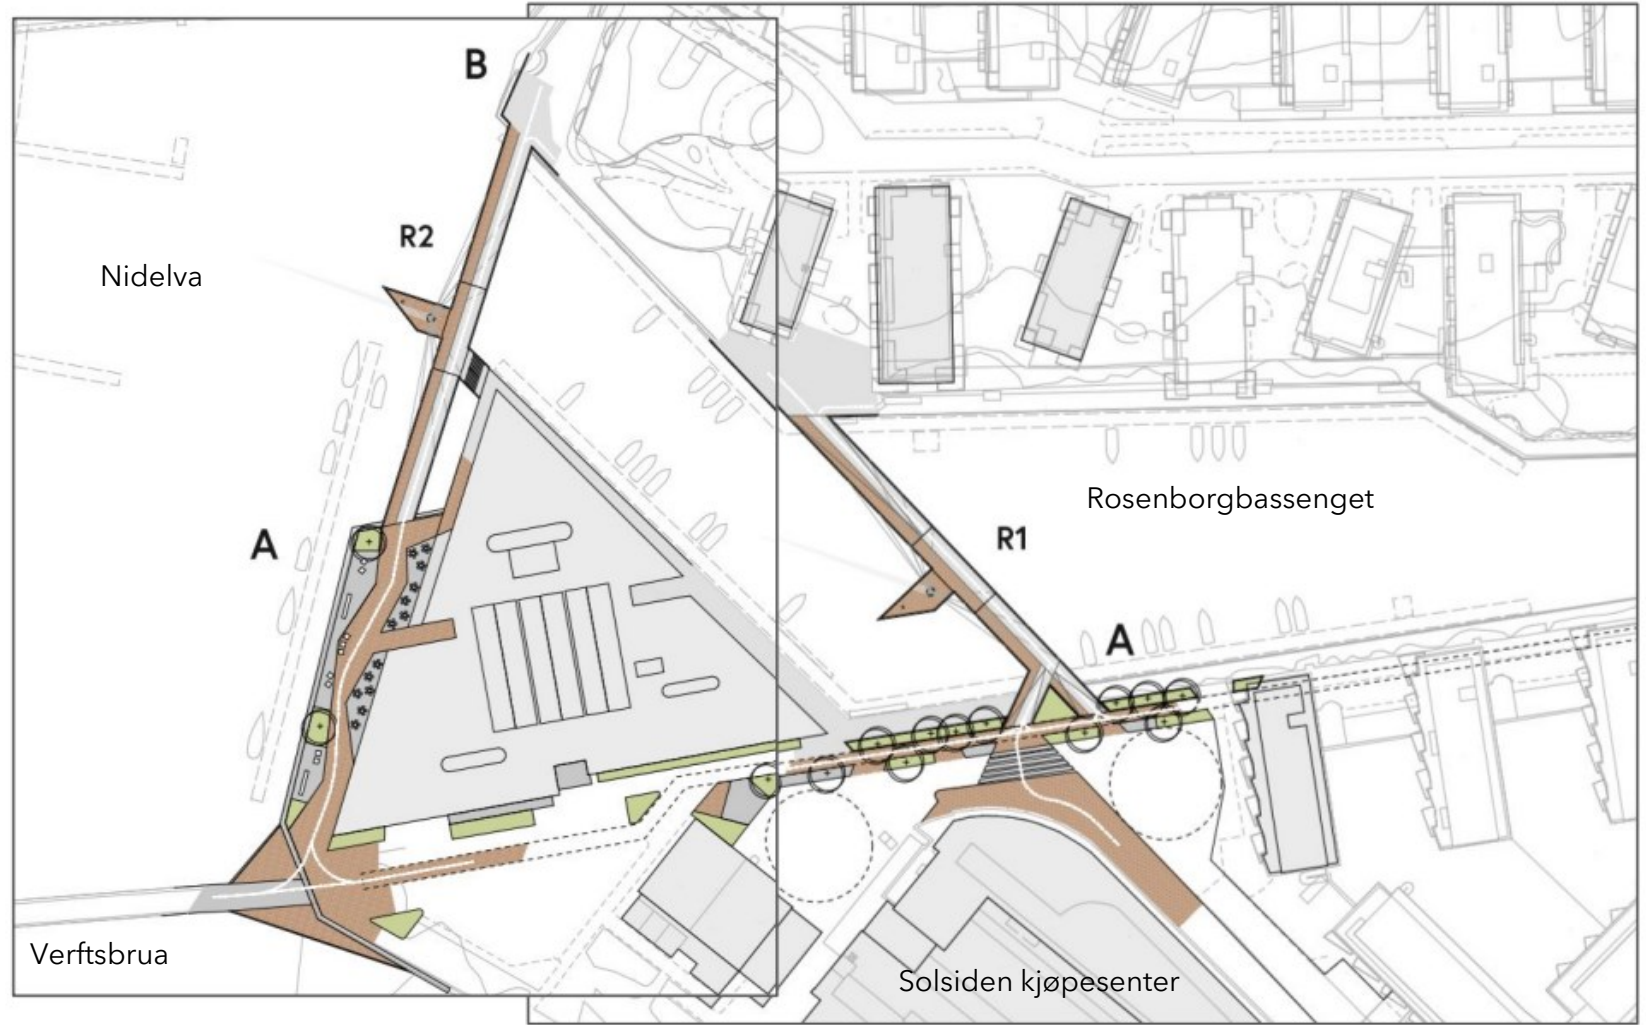 B
R2
Nidelva
Rosenborgbassenget
R1
A
A
Verftsbrua
Solsiden kjøpesenter